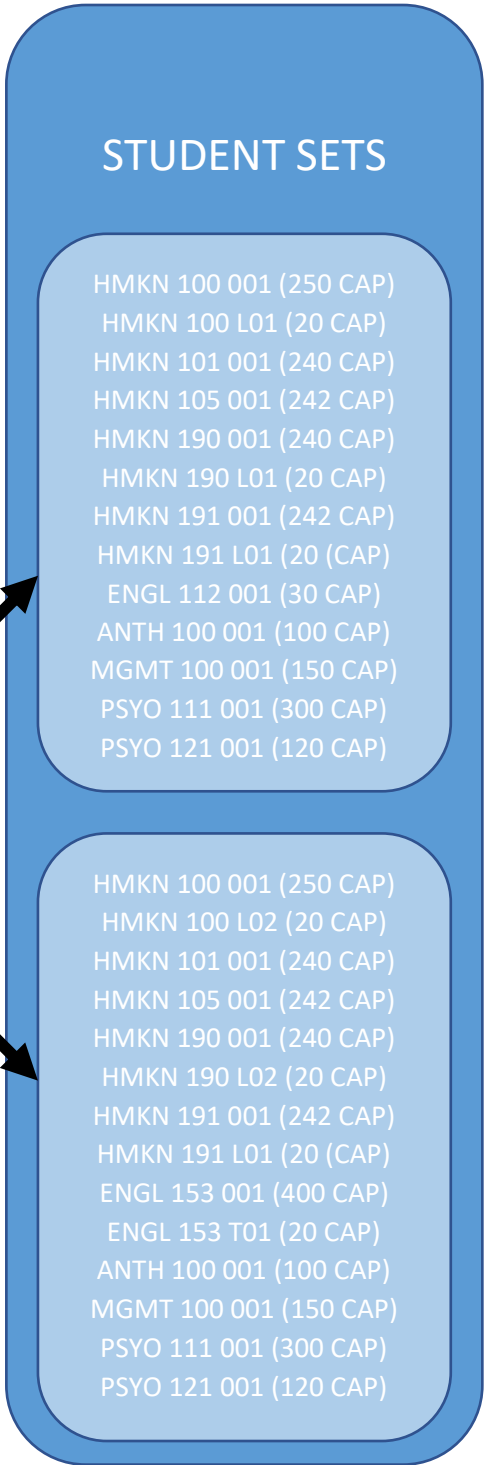 STUDENT SETS
HMKN 100 001 (250 CAP)
HMKN 100 L01 (20 CAP)
HMKN 101 001 (240 CAP)
HMKN 105 001 (242 CAP)
HMKN 190 001 (240 CAP)
HMKN 190 L01 (20 CAP)
HMKN 191 001 (242 CAP)
HMKN 191 L01 (20 (CAP)
ENGL 112 001 (30 CAP)
ANTH 100 001 (100 CAP)
MGMT 100 001 (150 CAP)
PSYO 111 001 (300 CAP)
PSYO 121 001 (120 CAP)
HMKN 100 001 (250 CAP)
HMKN 100 L02 (20 CAP)
HMKN 101 001 (240 CAP)
HMKN 105 001 (242 CAP)
HMKN 190 001 (240 CAP)
HMKN 190 L02 (20 CAP)
HMKN 191 001 (242 CAP)
HMKN 191 L01 (20 (CAP)
ENGL 153 001 (400 CAP)
ENGL 153 T01 (20 CAP)
ANTH 100 001 (100 CAP)
MGMT 100 001 (150 CAP)
PSYO 111 001 (300 CAP)
PSYO 121 001 (120 CAP)